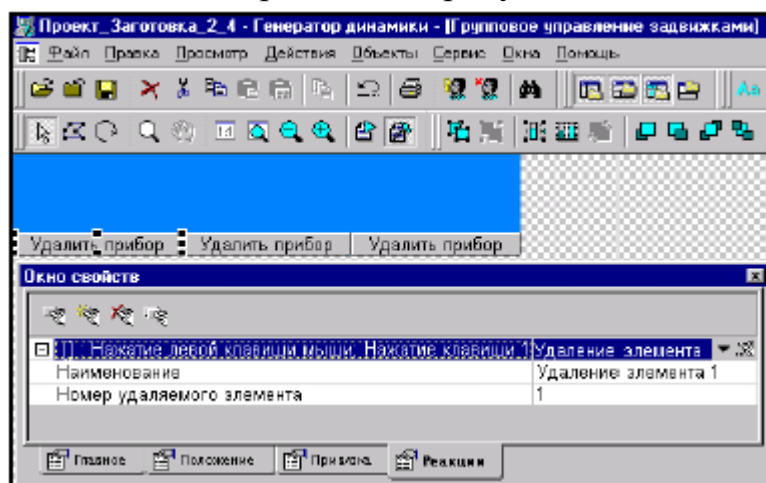 Проект_Заготовка_2_4 - Генератор динамики - [Групповое управление задвижками]
Файл Правка Просмотр Действия Объекты Сервис Окна Помощь
Aa
Удалить прибор Удалить прибор Удалить прибор
Окно свойств
[]: Нажатие левой клавиши мыши, Нажатие клавиши 1 Удаление элемента
Наименование Удаление элемента 1
Номер удаляемого элемента 1
Главное Положение Привязка Реакции